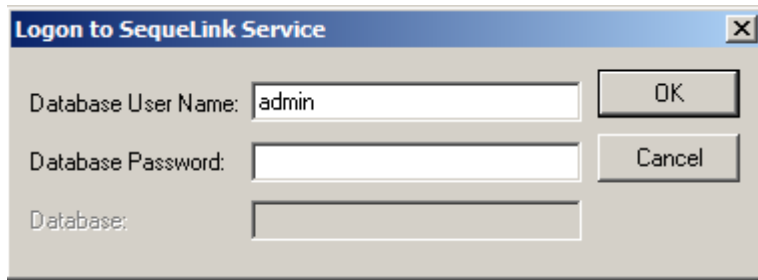 Logon to SequeLink Service
Database User Name: admin OK
Database Password: Cancel
Database: